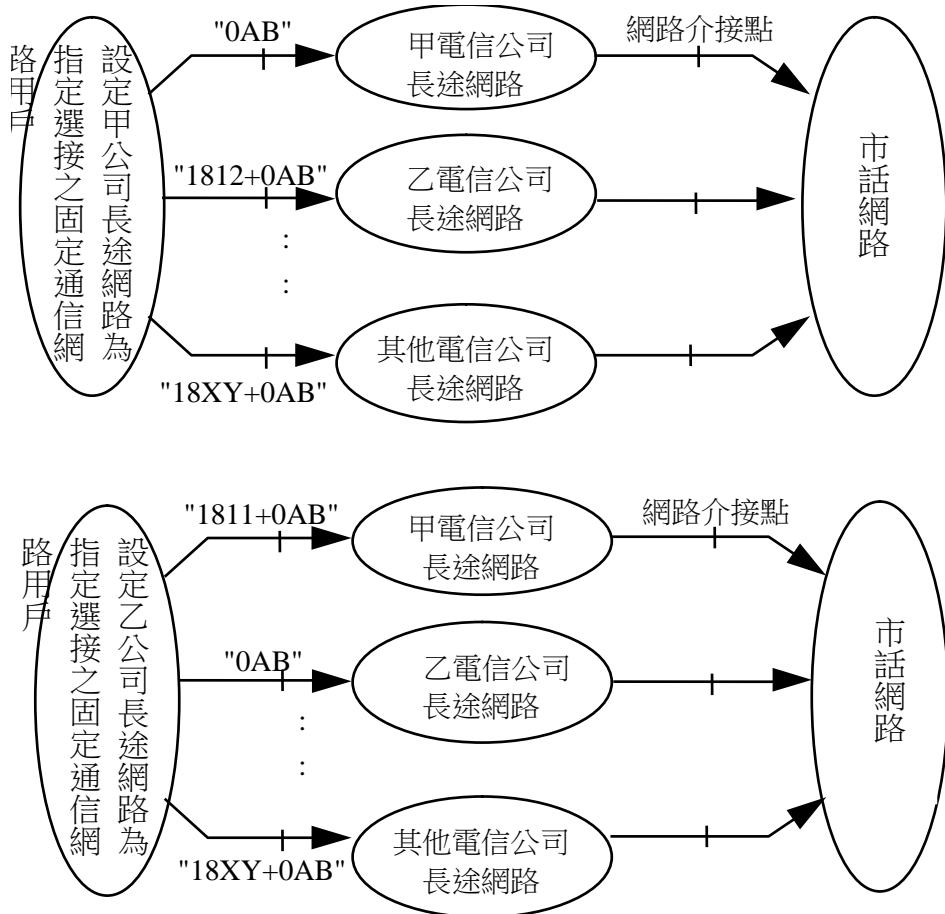 設定甲公司長途網路為
指定選接之固定通信網
路用戶
"0AB"
甲電信公司
長途網路
網路介接點
"1812+0AB"
乙電信公司
長途網路
:
:
"18XY+0AB"
其他電信公司
長途網路
市話網路
設定乙公司長途網路為
指定選接之固定通信網
路用戶
"1811+0AB"
甲電信公司
長途網路
網路介接點
"0AB"
乙電信公司
長途網路
:
:
"18XY+0AB"
其他電信公司
長途網路
市話網路